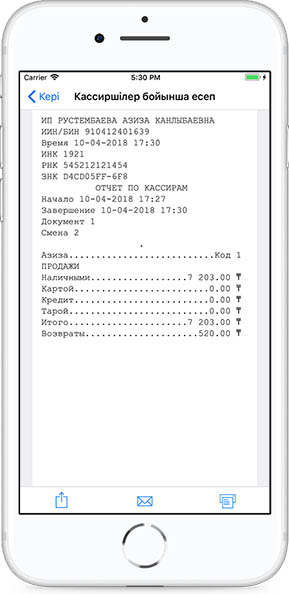 Carrier 5:30 PM
Кері Кассиршілер бойынша есеп
ИП РУСТЕМБАЕВА АЗИЗА КАНЛЫБАЕВНА
ИИН/БИН 910412401639
Время 10-04-2018 17:30
ИНК 1921
РНК 545212121454
ЗНК D4CD05FF-6F8
ОТЧЕТ ПО КАССИРАМ
Начало 10-04-2018 17:27
Завершение 10-04-2018 17:30
Документ 1
Смена 2
.
Азиза..........................Код 1
ПРОДАЖИ
Наличными.................7 203.00 ₸
Картой........................0.00 ₸
Кредит........................0.00 ₸
Тарой.........................0.00 ₸
Итого.....................7 203.00 ₸
Возвраты....................520.00 ₸